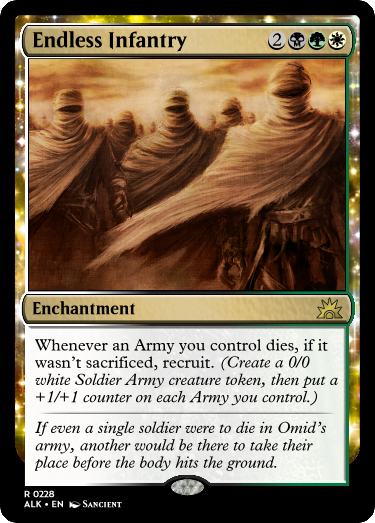 Endless Infantry 2
Enchantment
Whenever an Army you control dies, if it
wasn't sacrificed, recruit. (Create a 0/0
white Soldier Army creature token, then put a
+1/+1 counter on each Army you control.)
If even a single soldier were to die in Omid's
army, another would be there to take their
place before the body hits the ground.
R 0228
ALK • EN SANCIENT